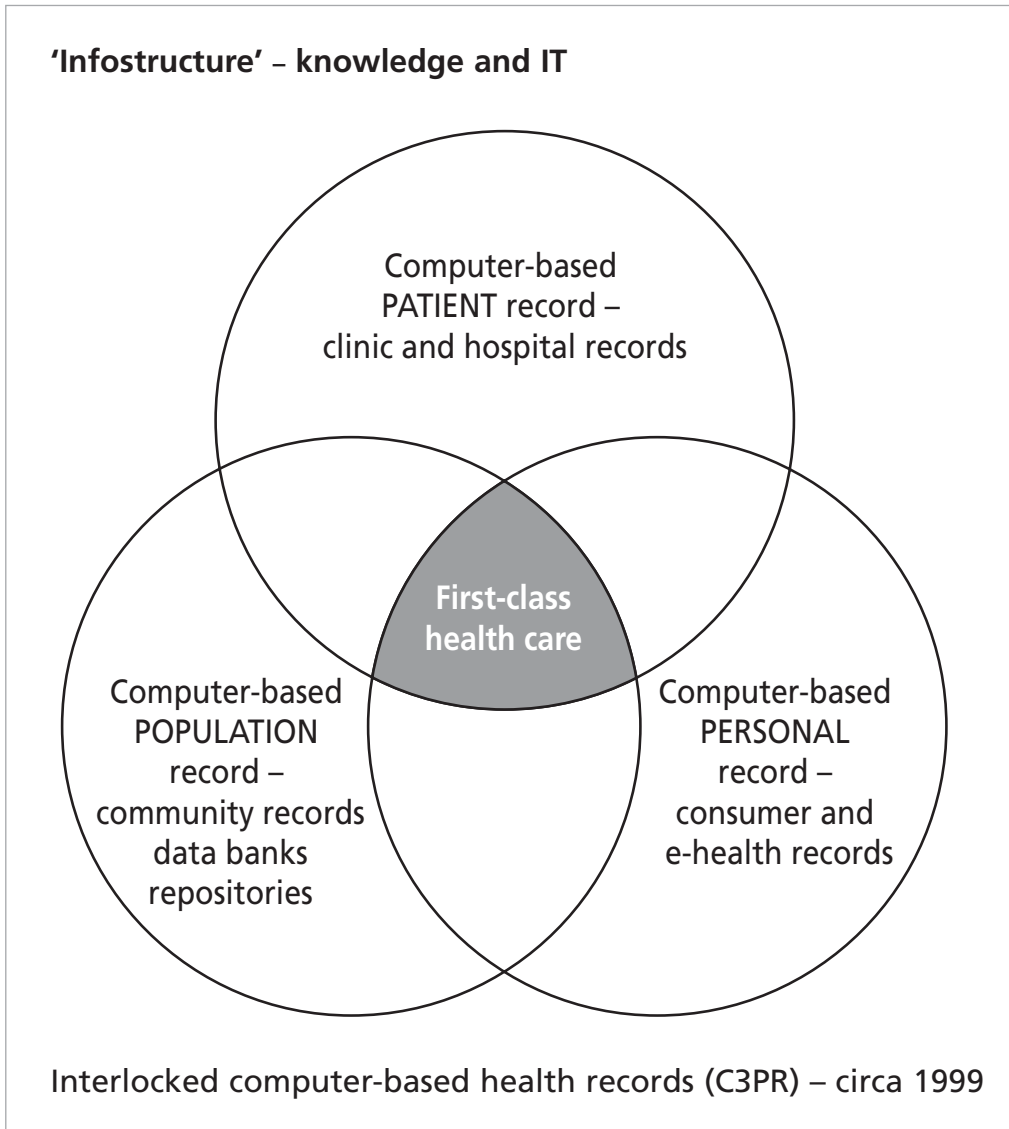 ‘Infostructure’ – knowledge and IT
Computer-based
PATIENT record –
clinic and hospital records
First-class
health care
Computer-based
POPULATION
record –
community records
data banks
repositories
Computer-based
PERSONAL
record –
consumer and
e-health records
Interlocked computer-based health records (C3PR) – circa 1999